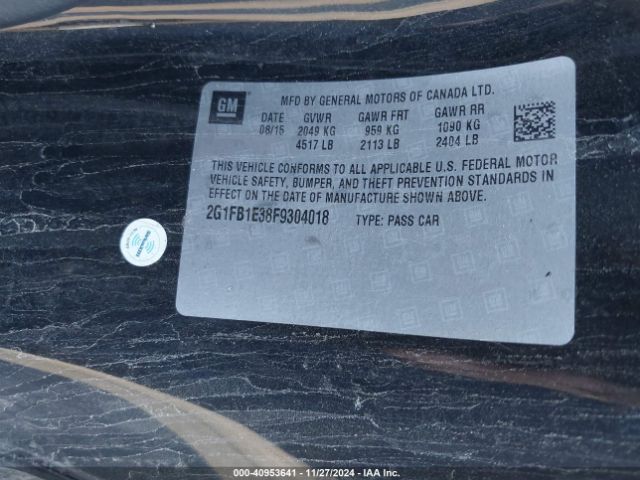 GM
MFD BY GENERAL MOTORS OF CANADA LTD.
DATE GVWR GAWR FRT GAWR RR
08/15 2049 KG 959 KG 1090 KG
4517 LB 2113 LB 2404 LB
THIS VEHICLE CONFORMS TO ALL APPLICABLE U.S. FEDERAL MOTOR
VEHICLE SAFETY, BUMPER, AND THEFT PREVENTION STANDARDS IN
EFFECT ON THE DATE OF MANUFACTURE SHOWN ABOVE.
2G1FB1E38F9304018 TYPE: PASS CAR
000-40953641 - 11/27/2024 - IAA Inc.